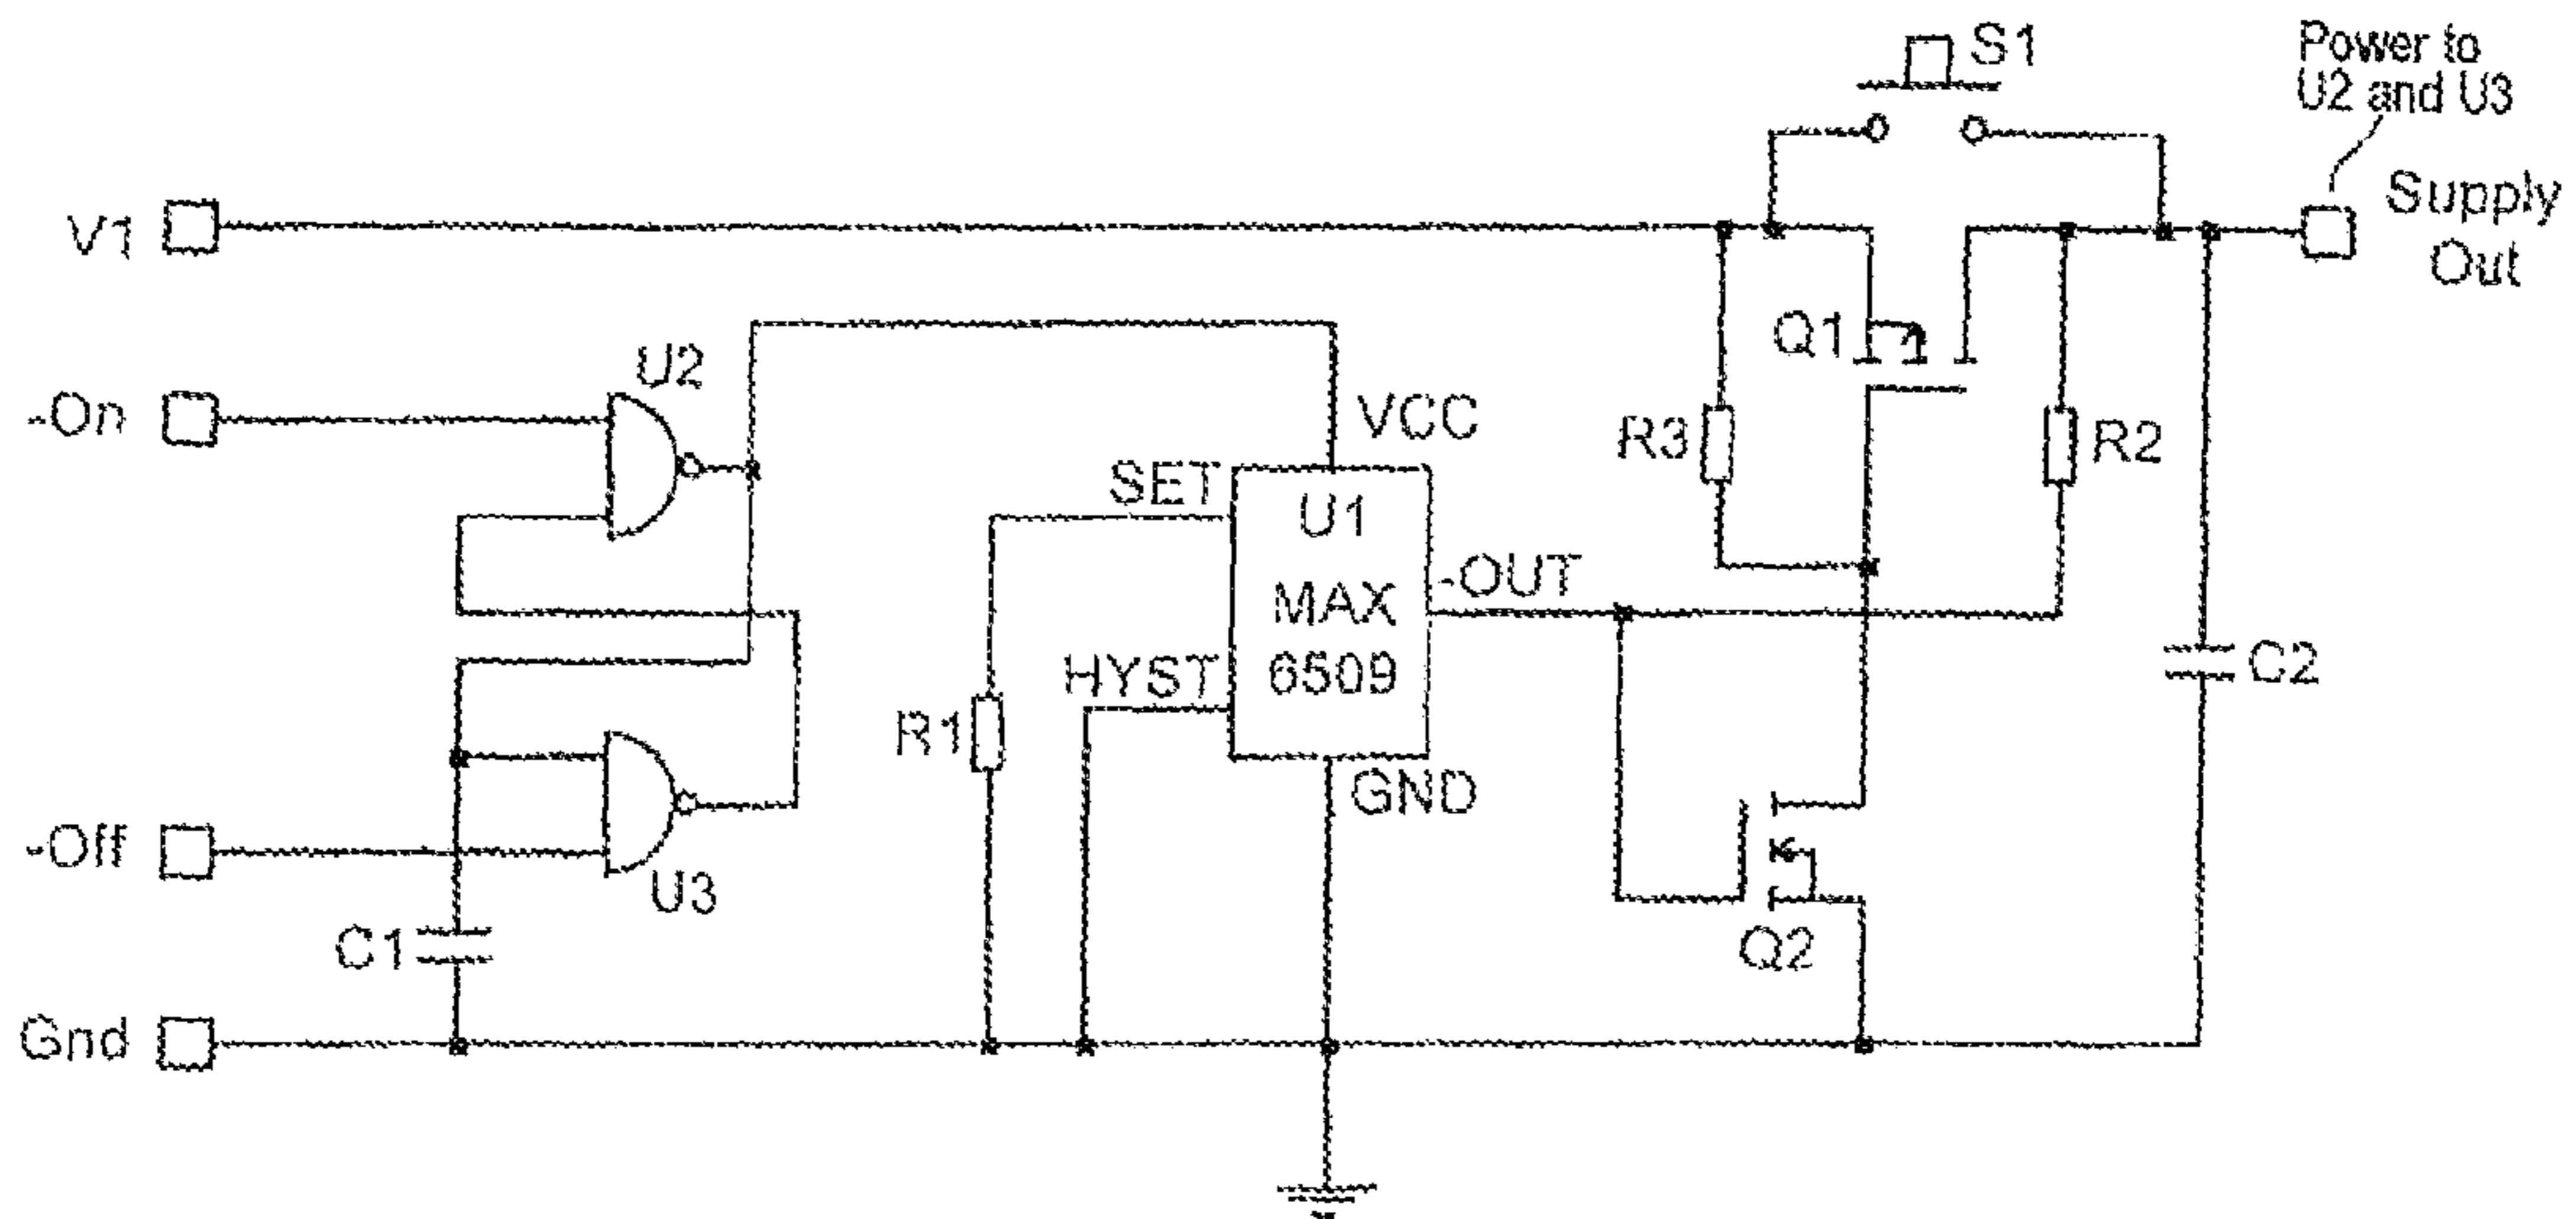 S1
Power to
U2 and U3
V1
Supply
Out
U2
Q1
-On
VCC
R3
R2
SET
U1
-OUT
MAX
HYST
6509
C2
R1
GND
-Off
U3
C1
Q2
Gnd